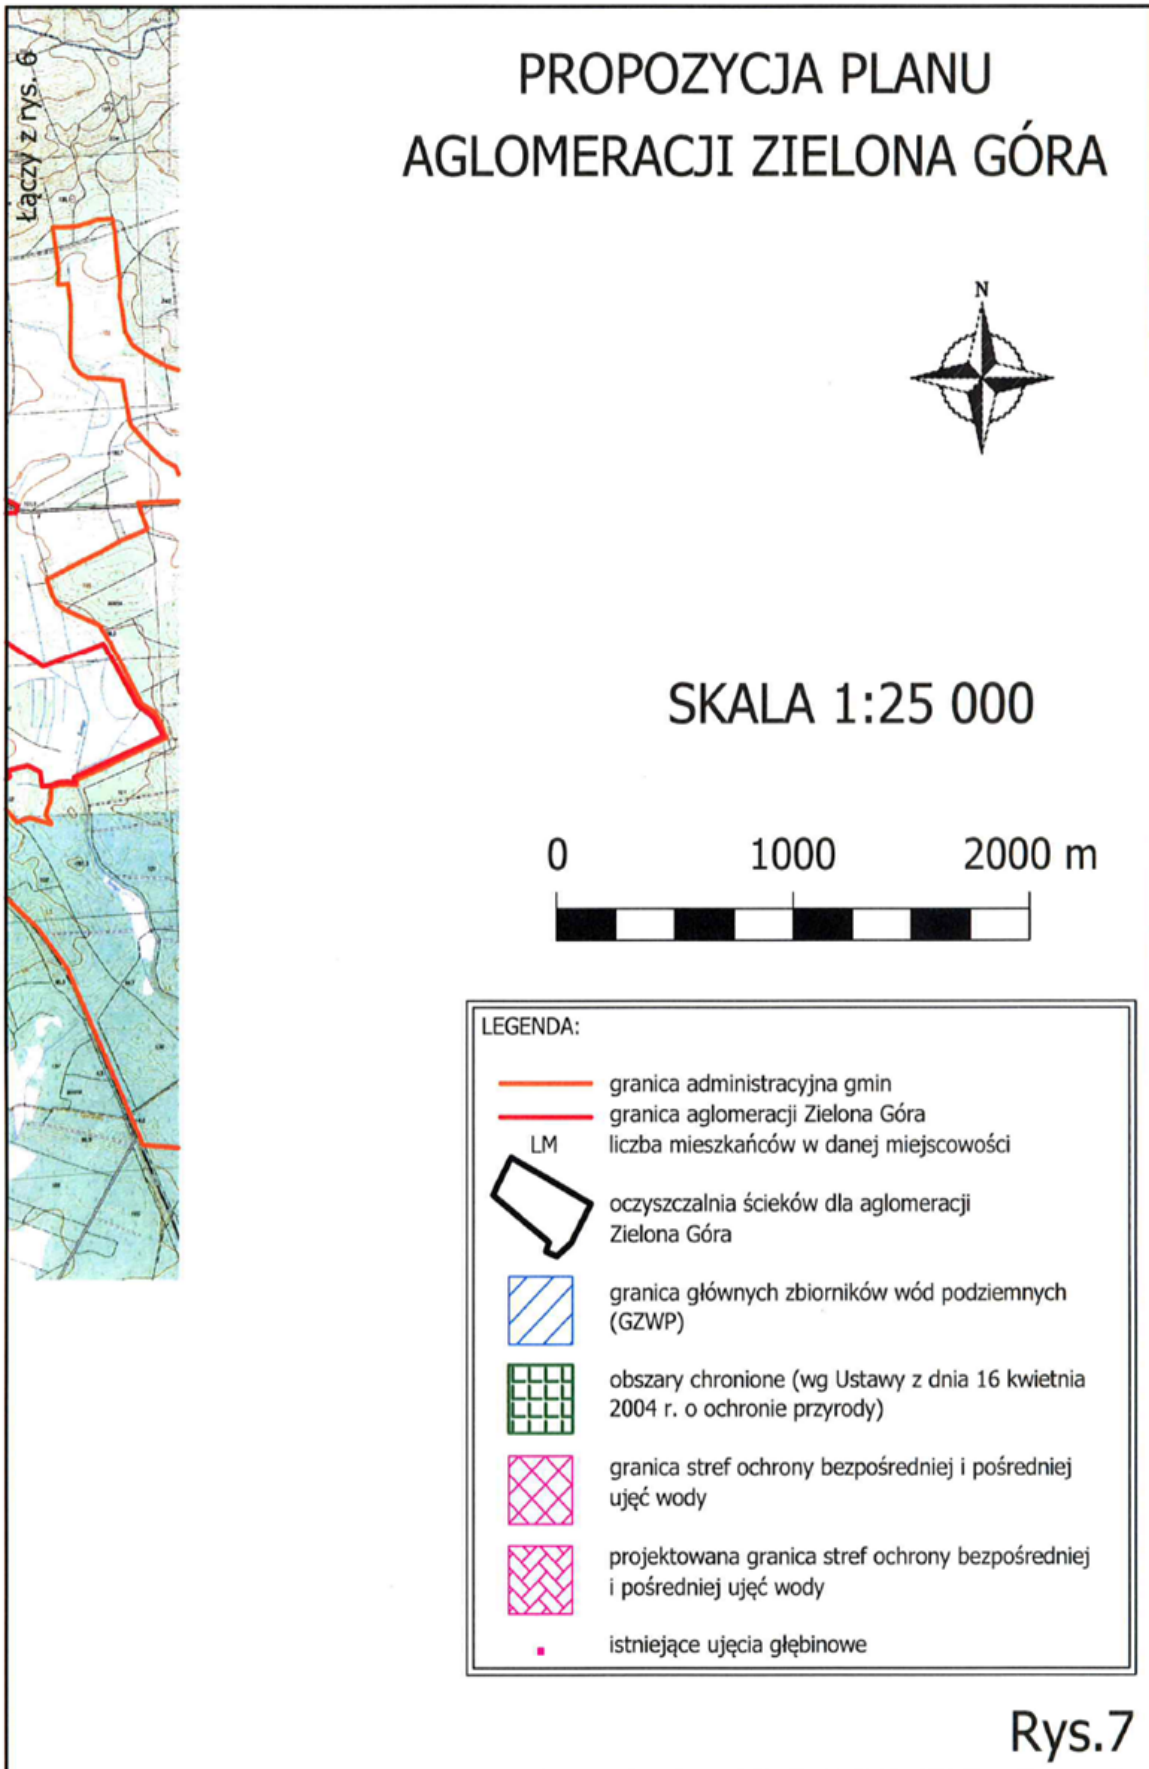 Łączy z rys. 6
PROPOZYCJA PLANU
AGLOMERACJI ZIELONA GÓRA
N
SKALA 1:25 000
0 1000 2000 m
LEGENDA:
granica administracyjna gmin
granica aglomeracji Zielona Góra
LM liczba mieszkańców w danej miejscowości
oczyszczalnia ścieków dla aglomeracji
Zielona Góra
granica głównych zbiorników wód podziemnych
(GZWP)
obszary chronione (wg Ustawy z dnia 16 kwietnia
2004 r. o ochronie przyrody)
granica stref ochrony bezpośredniej i pośredniej
ujęć wody
projektowana granica stref ochrony bezpośredniej
i pośredniej ujęć wody
istniejące ujęcia głębinowe
Rys.7